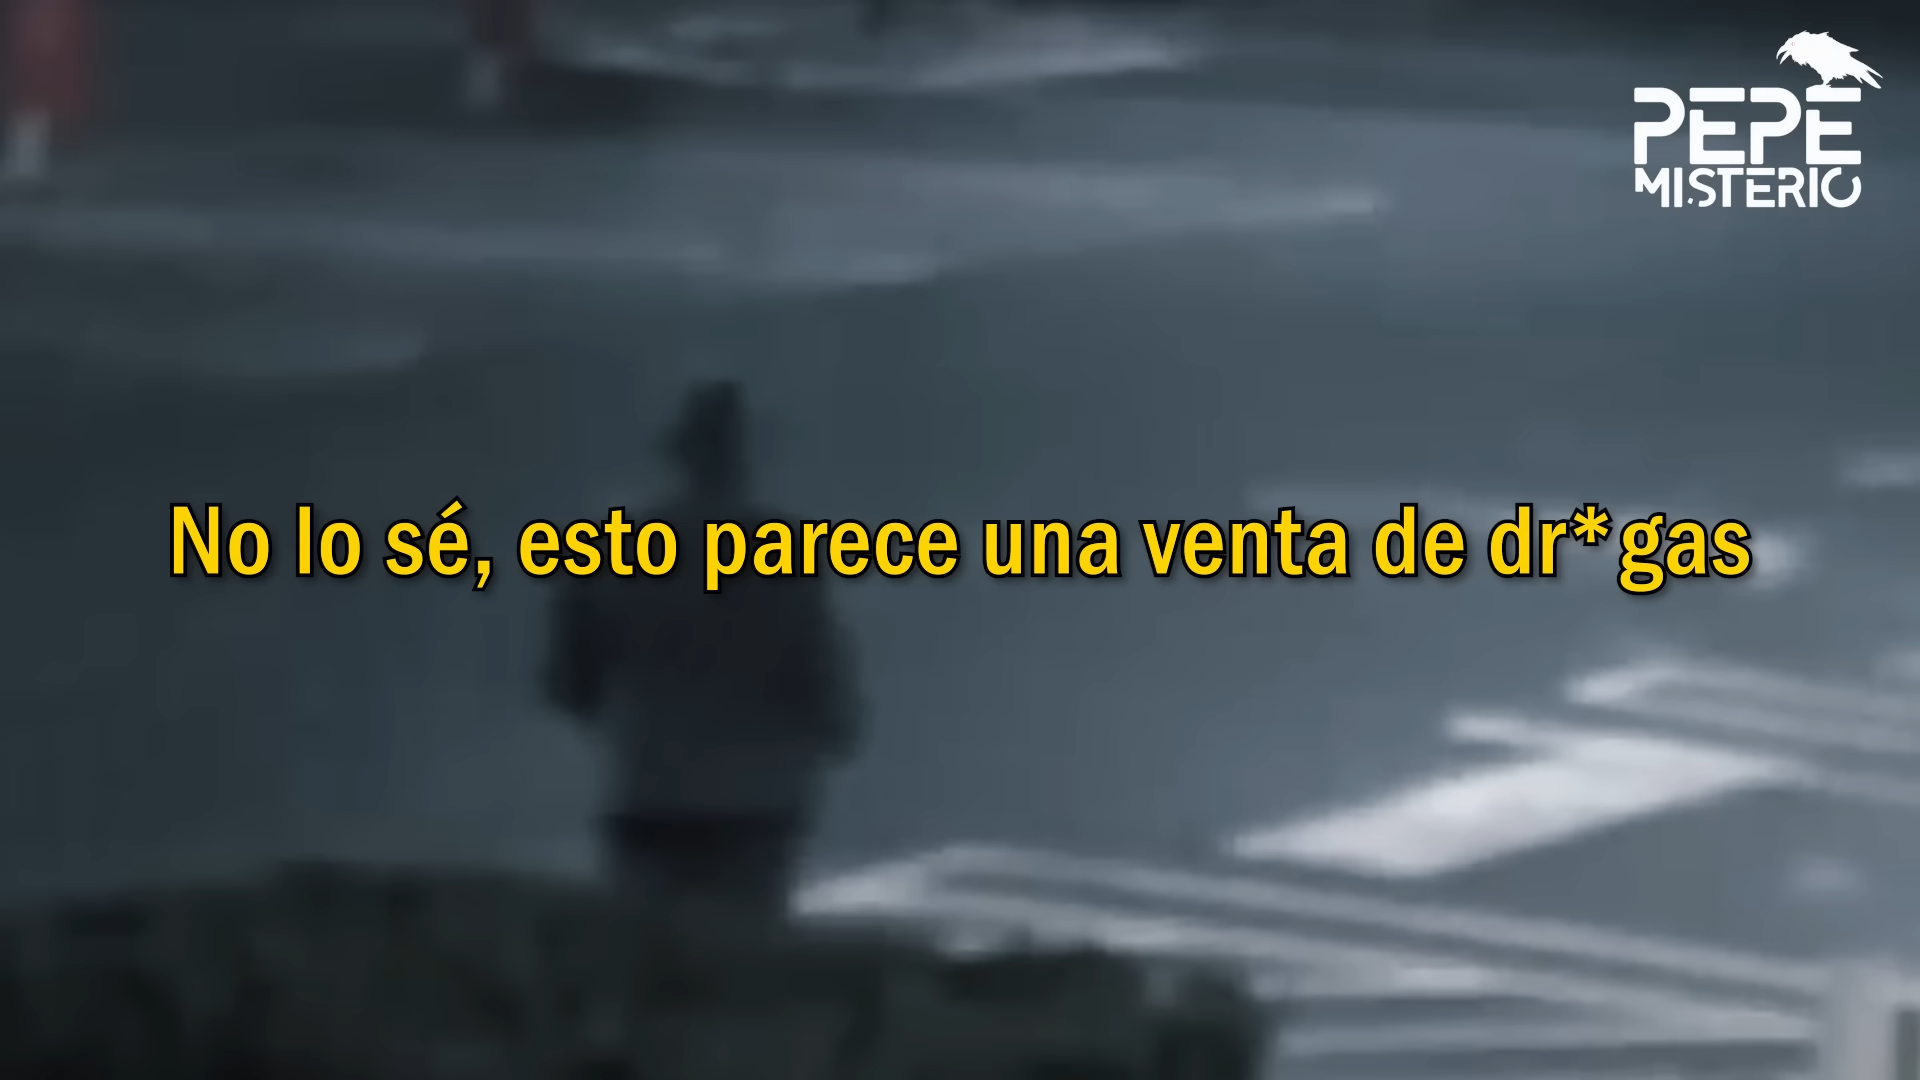 PEPE
MISTERIO
No lo sé, esto parece una venta de dr*gas